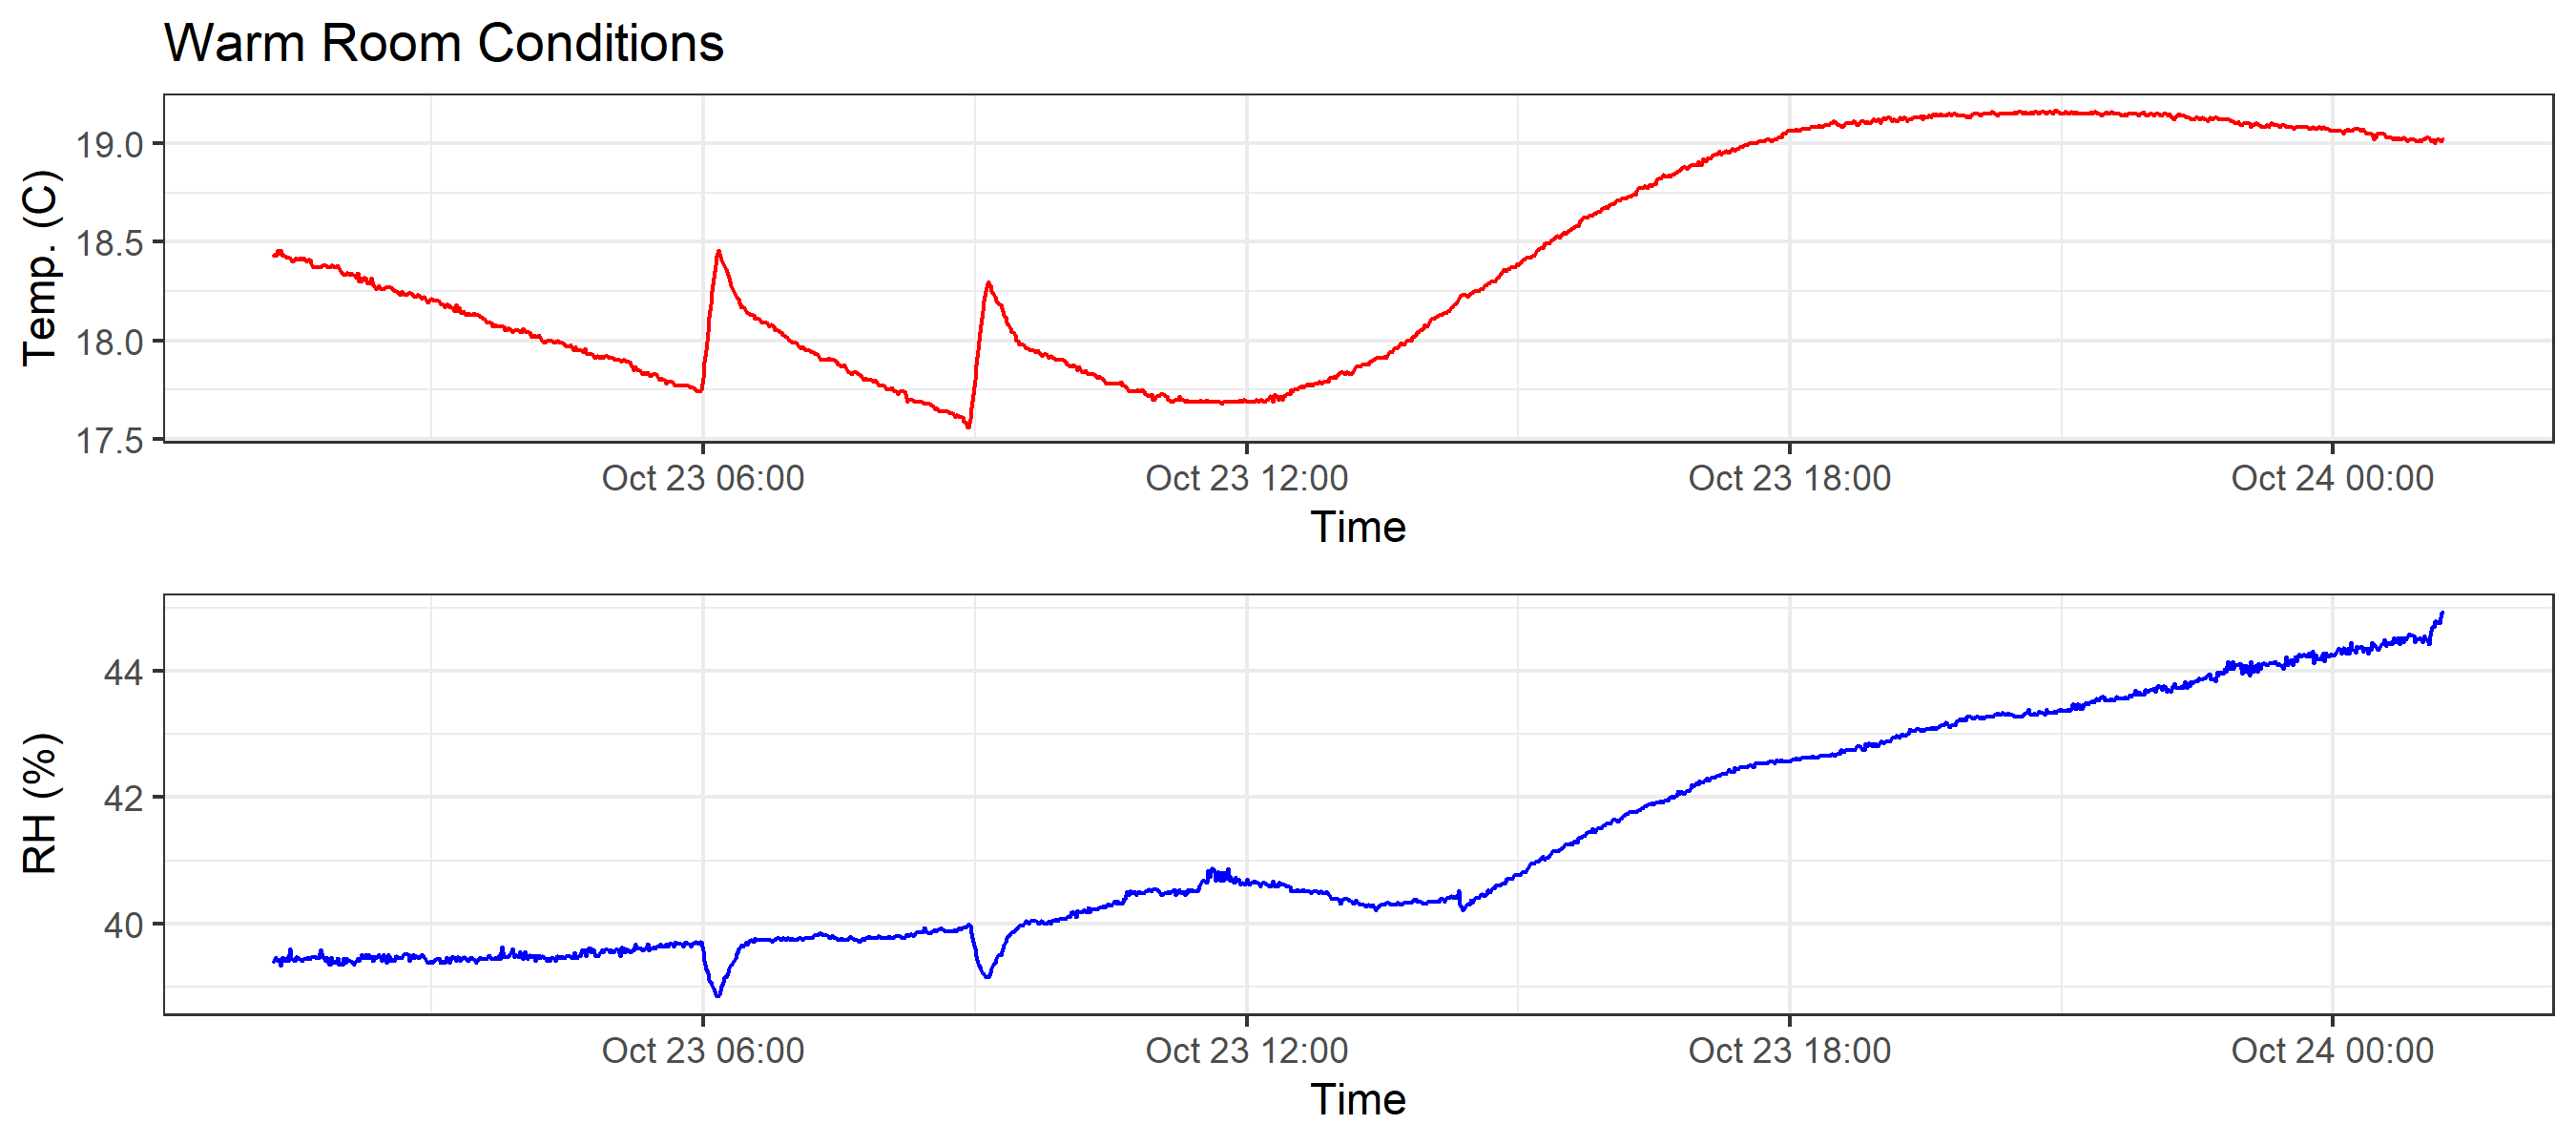 Warm Room Conditions
Temp. (C)
19.0
18.5
18.0
17.5
Oct 23 06:00 Oct 23 12:00 Oct 23 18:00 Oct 24 00:00
Time
RH (%)
44
42
40
Oct 23 06:00 Oct 23 12:00 Oct 23 18:00 Oct 24 00:00
Time